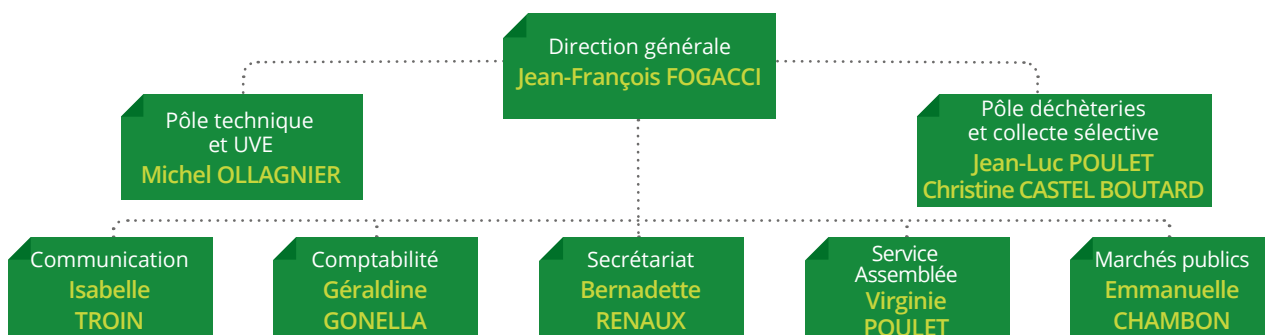 Direction générale
Jean-François FOGACCI
Pôle technique
et UVE
Michel OLLAGNIER
Pôle déchèteries
et collecte sélective
Jean-Luc POULET
Christine CASTEL BOUTARD
Communication
Isabelle
TROIN
Comptabilité
Géraldine
GONELLA
Secrétariat
Bernadette
RENAUX
Service
Assemblée
Virginie
POULET
Marchés publics
Emmanuelle
CHAMBON